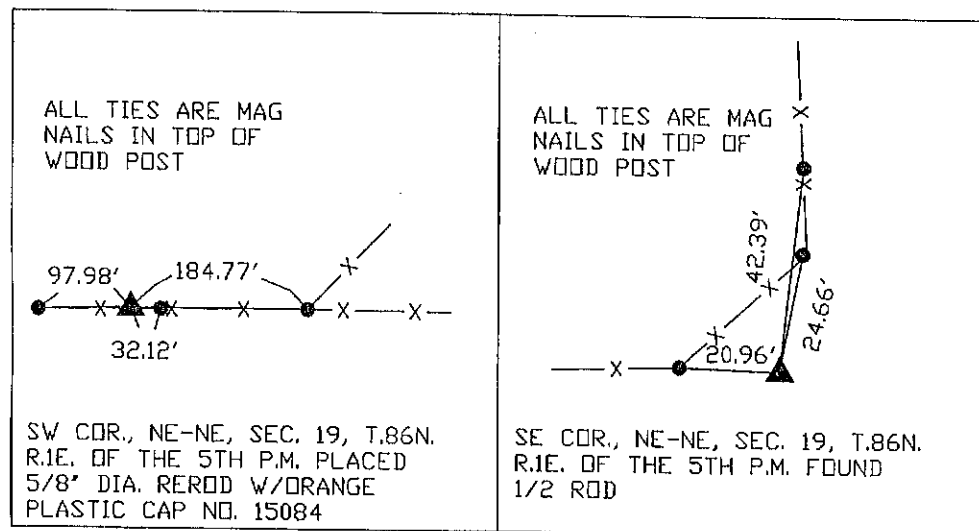 ALL TIES ARE MAG
NAILS IN TOP OF
WOOD POST
97.98'
184.77'
32.12'
SW COR., NE-NE, SEC. 19, T.86N.
R.1E. OF THE 5TH P.M. PLACED
5/8" DIA. REROD W/ORANGE
PLASTIC CAP NO. 15084
ALL TIES ARE MAG
NAILS IN TOP OF
WOOD POST
42.39'
24.66'
20.96'
SE COR., NE-NE, SEC. 19, T.86N.
R.1E. OF THE 5TH P.M. FOUND
1/2 ROD